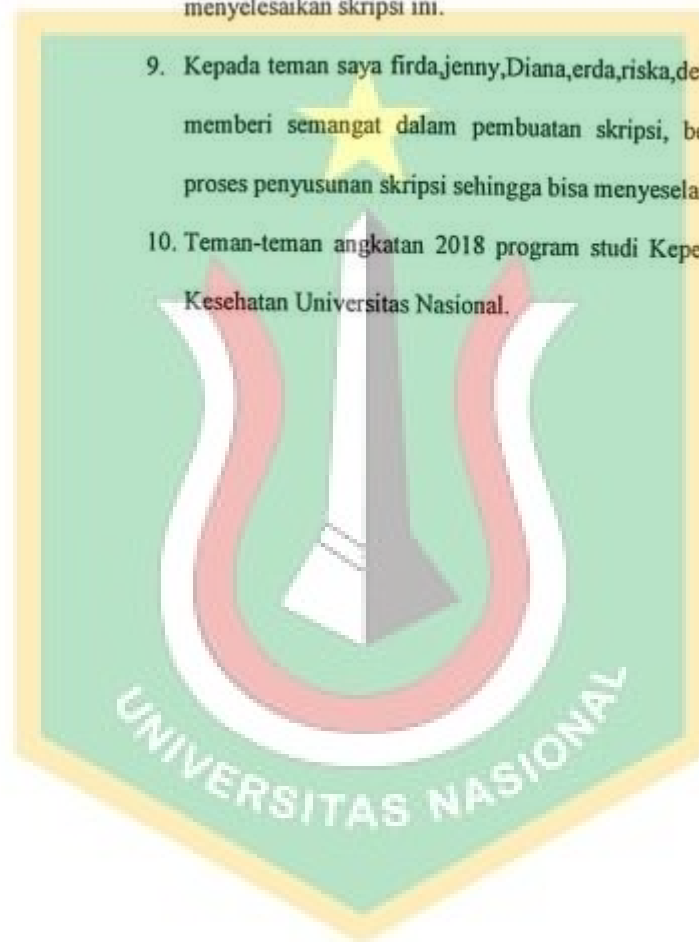 menyelesaikan skripsi ini.
9. Kepada teman saya firda,jenny,Diana,erda,riska,de
memberi semangat dalam pembuatan skripsi, be
proses penyusunan skripsi sehingga bisa menyesela
10. Teman-teman angkatan 2018 program studi Kepe
Kesehatan Universitas Nasional.
UNIVERSITAS NASIONAL